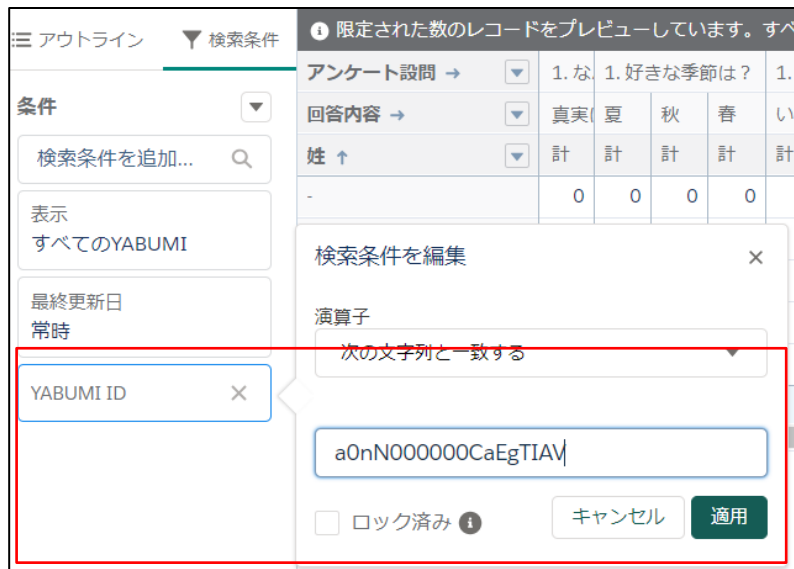 アウトライン
検索条件
条件
検索条件を追加...
表示
すべてのYABUMI
最終更新日
常時
YABUMI ID
限定された数のレコードをプレビューしています。すべ
アンケート設問 → 1. な 1. 好きな季節は? 1.
回答内容 → 真実 夏 秋 春 い
姓 ↑ 計 計 計 計 計
- 0 0 0 0
検索条件を編集
演算子
次の文字列と一致する
a0nN000000CaEgTIAV
ロック済み
キャンセル 適用